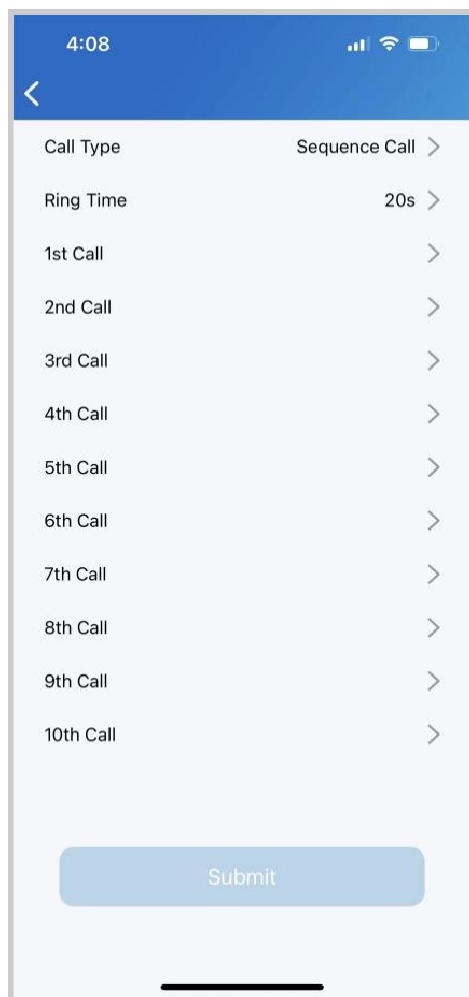 4:08
Call Type Sequence Call
Ring Time 20s
1st Call
2nd Call
3rd Call
4th Call
5th Call
6th Call
7th Call
8th Call
9th Call
10th Call
Submit